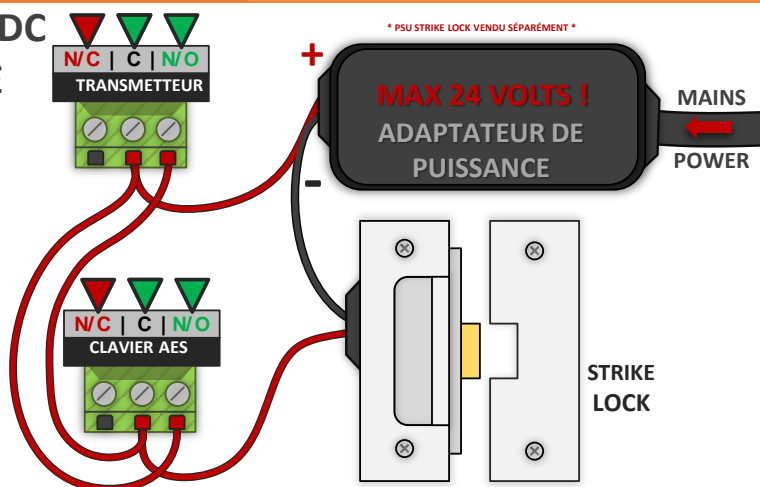 DC
E
* PSU STRIKE LOCK VENDU SÉPARÉMENT *
N/C | C | N/O
TRANSMETTEUR
+
MAX 24 VOLTS !
ADAPTATEUR DE
PUISSANCE
-
MAINS
POWER
N/C | C | N/O
CLAVIER AES
STRIKE
LOCK